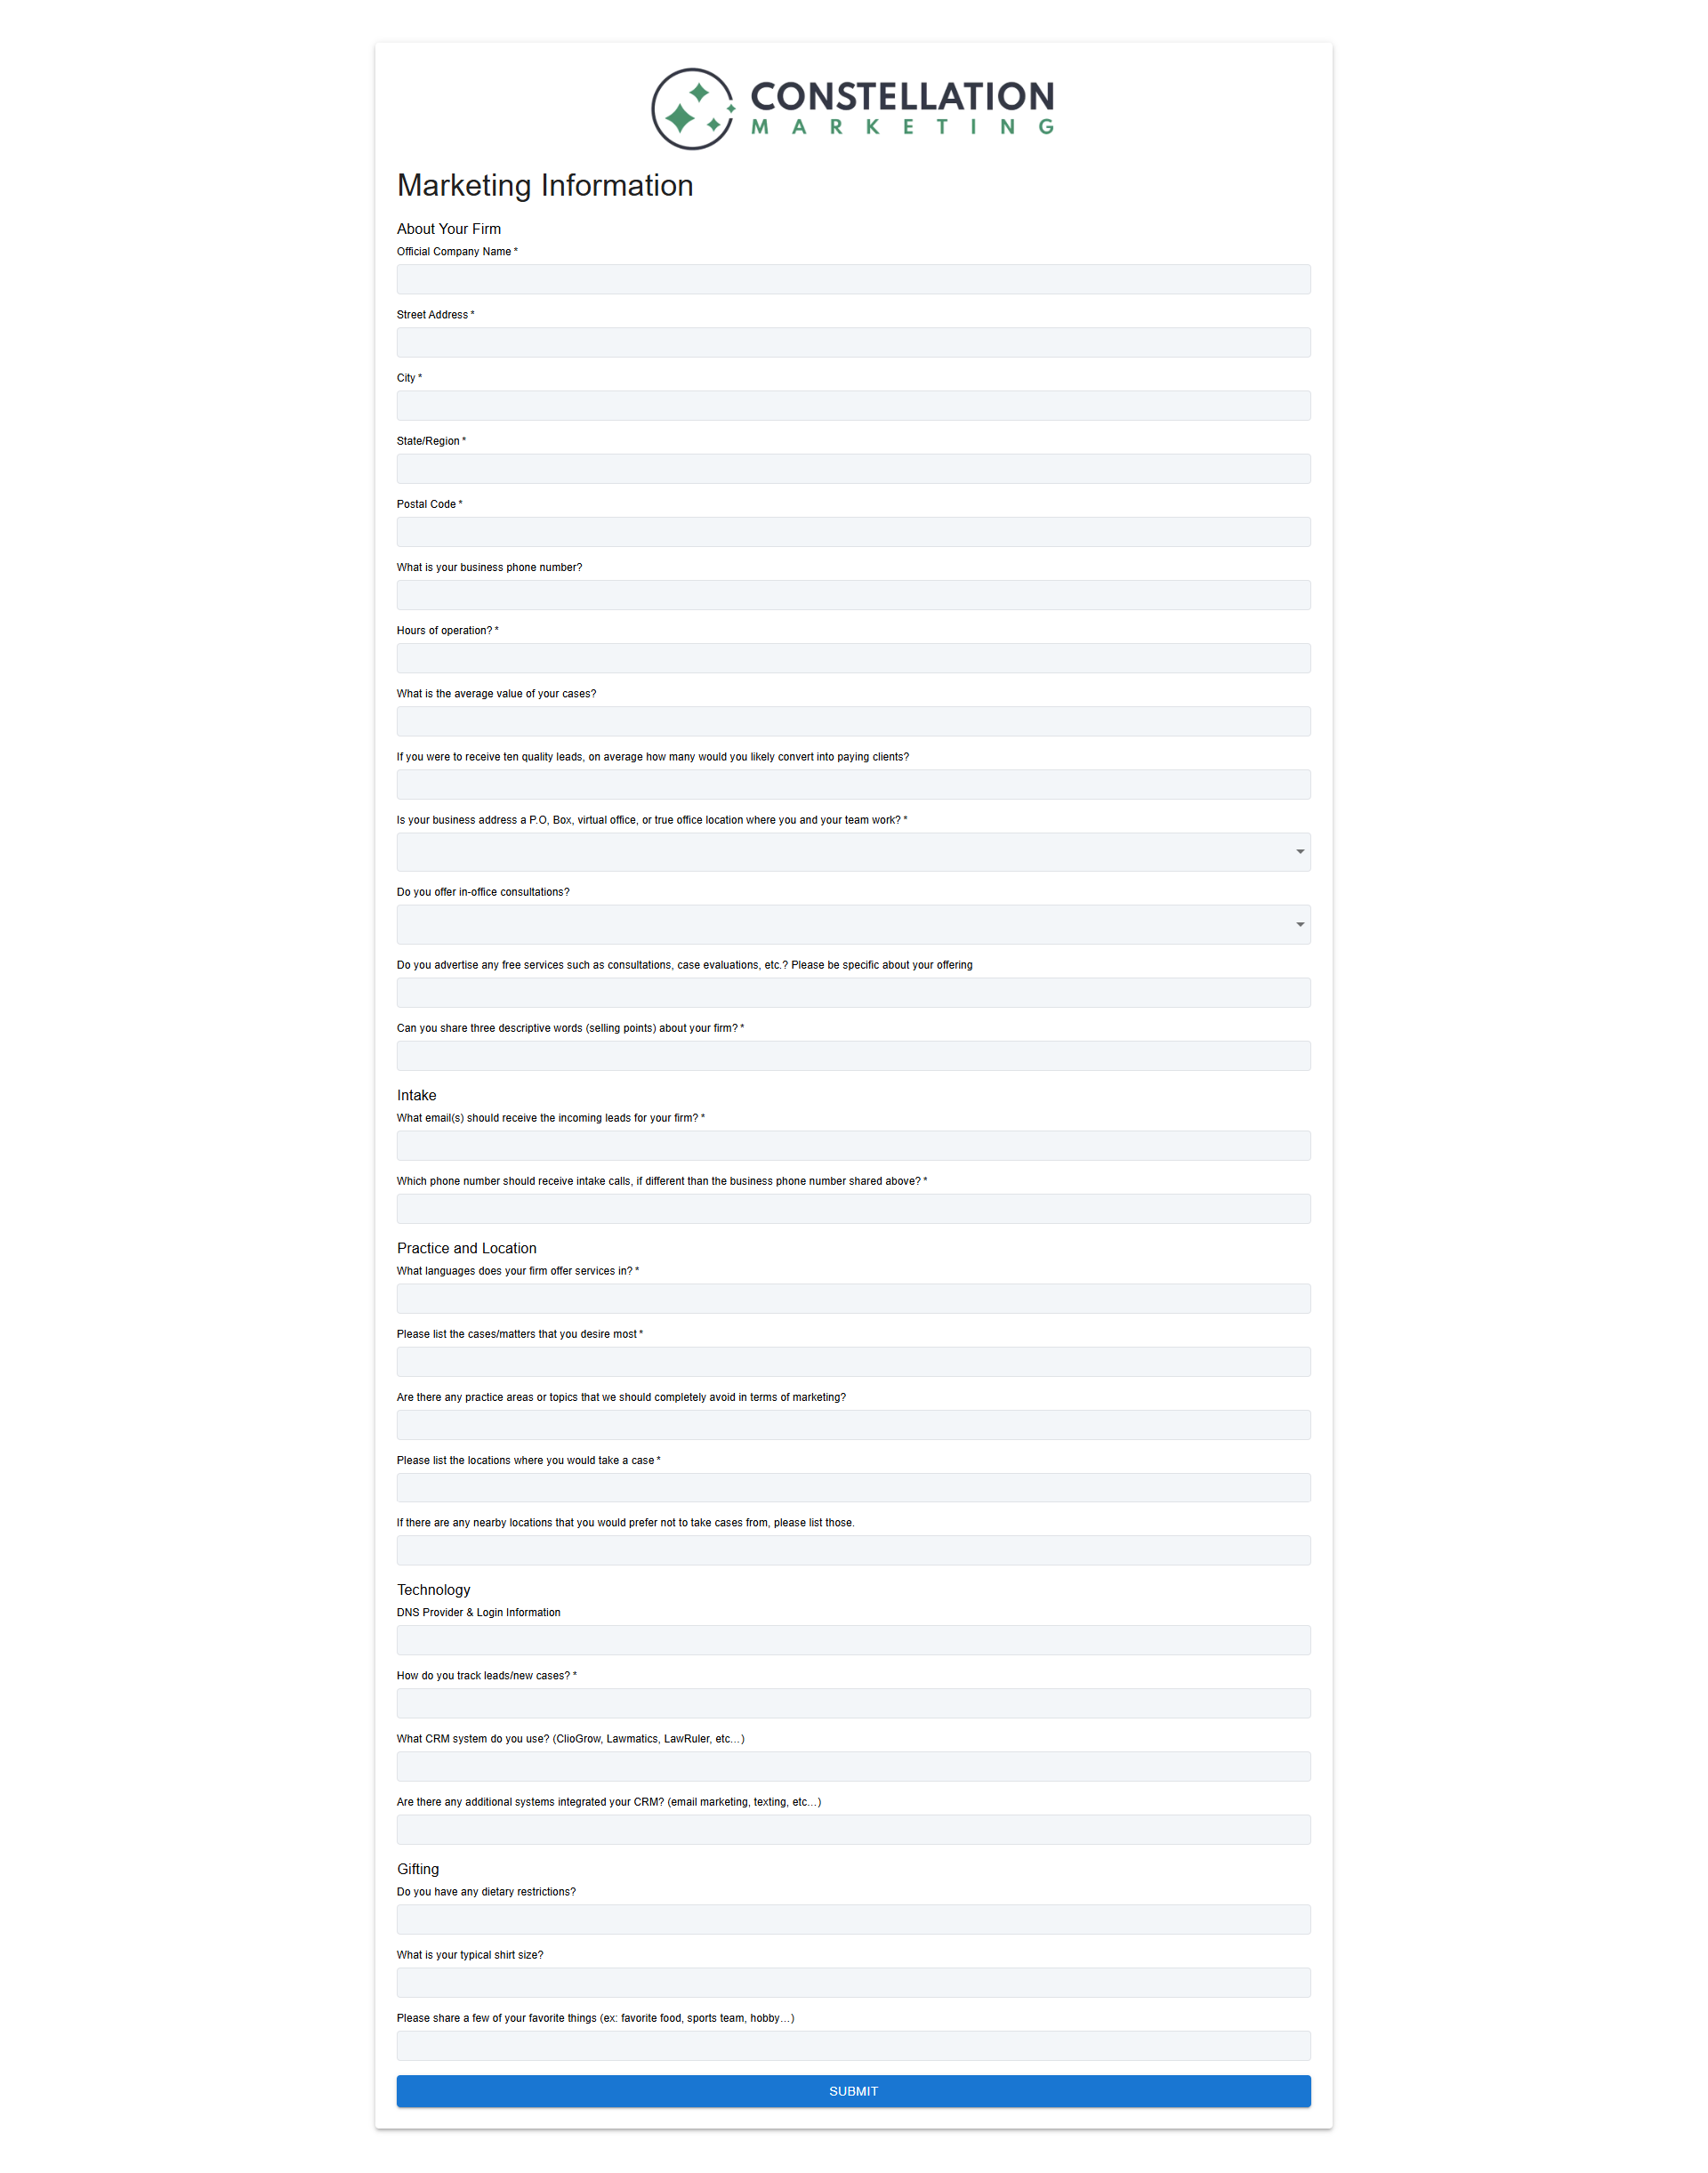 CONSTELLATION
MARKETING
Marketing Information
About Your Firm
Official Company Name *
Street Address *
City *
State/Region *
Postal Code *
What is your business phone number?
Hours of operation? *
What is the average value of your cases?
If you were to receive ten quality leads, on average how many would you likely convert into paying clients?
Is your business address a P.O, Box, virtual office, or true office location where you and your team work? *
Do you offer in-office consultations?
Do you advertise any free services such as consultations, case evaluations, etc.? Please be specific about your offering
Can you share three descriptive words (selling points) about your firm? *
Intake
What email(s) should receive the incoming leads for your firm? *
Which phone number should receive intake calls, if different than the business phone number shared above? *
Practice and Location
What languages does your firm offer services in? *
Please list the cases/matters that you desire most *
Are there any practice areas or topics that we should completely avoid in terms of marketing?
Please list the locations where you would take a case *
If there are any nearby locations that you would prefer not to take cases from, please list those.
Technology
DNS Provider & Login Information
How do you track leads/new cases? *
What CRM system do you use? (ClioGrow, Lawmatics, LawRuler, etc...)
Are there any additional systems integrated your CRM? (email marketing, texting, etc...)
Gifting
Do you have any dietary restrictions?
What is your typical shirt size?
Please share a few of your favorite things (ex: favorite food, sports team, hobby...)
SUBMIT